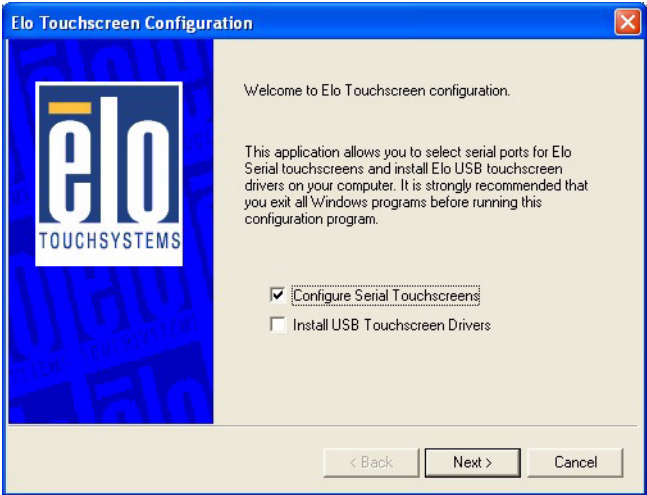 Elo Touchscreen Configuration
Welcome to Elo Touchscreen configuration.
This application allows you to select serial ports for Elo
Serial touchscreens and install Elo USB touchscreen
drivers on your computer. It is strongly recommended that
you exit all Windows programs before running this
configuration program.
ēlo
TOUCHSYSTEMS
Configure Serial Touchscreens
Install USB Touchscreen Drivers
< Back
Next >
Cancel